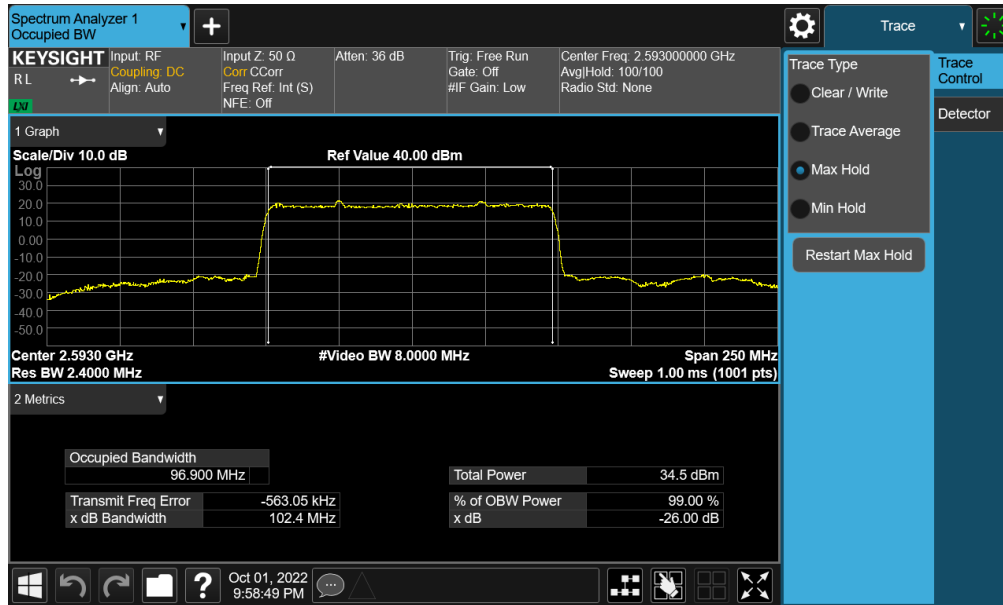 Spectrum Analyzer 1
Occupied BW
+
Trace
KEYSIGHT
R L
LXI
Input: RF
Coupling: DC
Align: Auto
Input Z: 50 Ω
Corr CCorr
Freq Ref: Int (S)
NFE: Off
Atten: 36 dB
Trig: Free Run
Gate: Off
#IF Gain: Low
Center Freq: 2.593000000 GHz
Avg|Hold: 100/100
Radio Std: None
Trace Type
Clear / Write
Trace Average
Max Hold
Min Hold
Restart Max Hold
Trace
Control
Detector
1 Graph
Scale/Div 10.0 dB
Ref Value 40.00 dBm
Log
30.0
20.0
10.0
0.00
-10.0
-20.0
-30.0
-40.0
-50.0
Center 2.5930 GHz
#Video BW 8.0000 MHz
Span 250 MHz
Res BW 2.4000 MHz
Sweep 1.00 ms (1001 pts)
2 Metrics
Occupied Bandwidth
96.900 MHz
Total Power 34.5 dBm
Transmit Freq Error -563.05 kHz
% of OBW Power 99.00 %
x dB Bandwidth 102.4 MHz
x dB -26.00 dB
?
Oct 01, 2022
9:58:49 PM